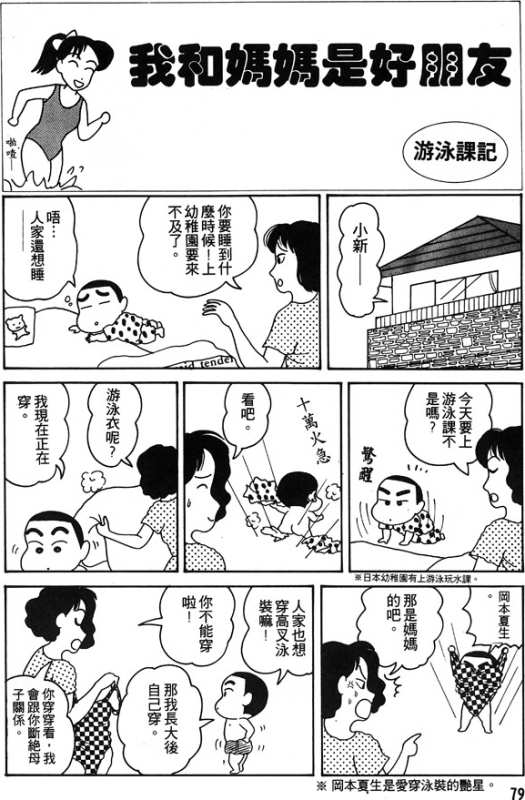 我和媽媽是好朋友
游泳課記
啪
喳
小新
你要睡到什
麼時候！上
幼稚園要來
不及了。
唔…
人家還想睡
今天要上
游泳課不
是嗎？
驚醒
※日本幼稚園有上游泳玩水課。
十萬火急
看吧。
游泳衣呢？
我現在正在
穿。
岡本夏生。
那是媽媽
的吧。
人家也想
穿高叉泳
裝嘛！
你不能穿
啦！
那我長大後
自己穿。
你穿穿看，我
會跟你斷絕母
子關係。
※ 岡本夏生是愛穿泳裝的艷星。
79